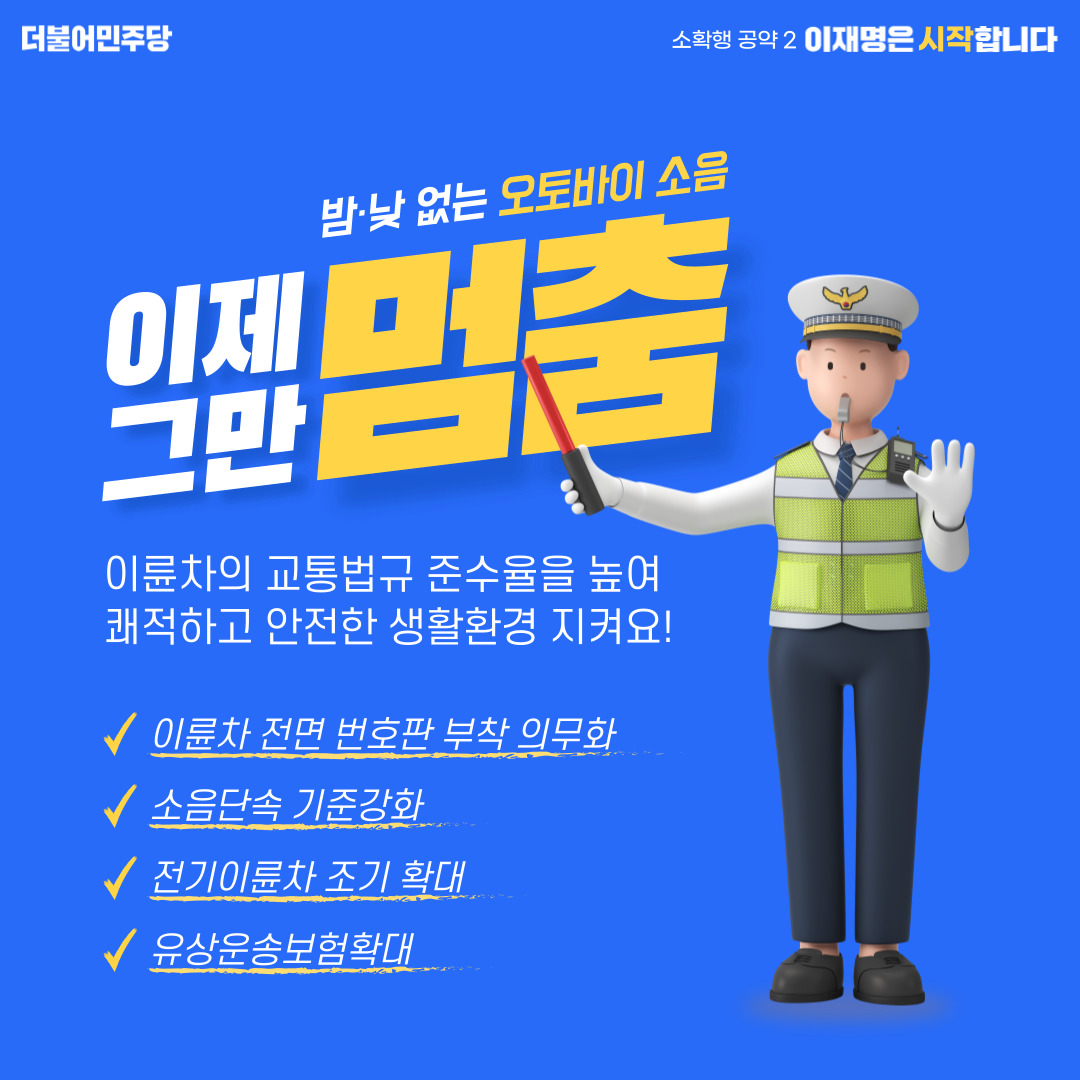 더불어민주당
소확행 공약 2 이재명은 시작합니다
밤·낮 없는 오토바이 소음
이제 그만 멈춤
이륜차의 교통법규 준수율을 높여
쾌적하고 안전한 생활환경 지켜요!
이륜차 전면 번호판 부착 의무화
소음단속 기준강화
전기이륜차 조기 확대
유상운송보험확대